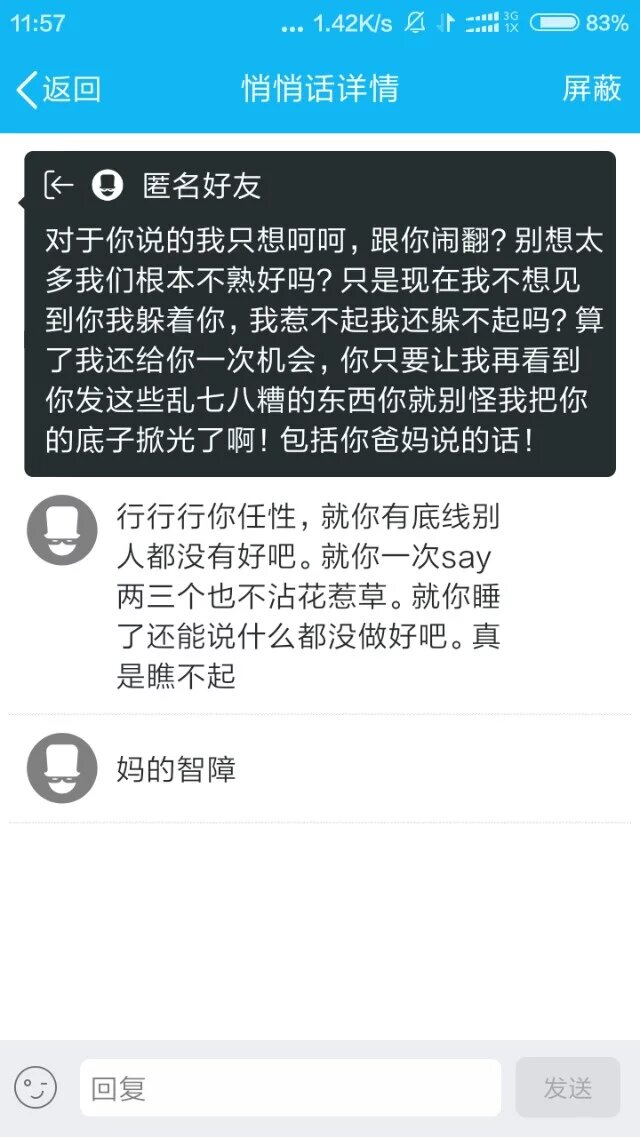 11:57 ... 1.42K/s 3G 1X 83%
返回 悄悄话详情 屏蔽
匿名好友
对于你说的我只想呵呵，跟你闹翻？别想太
多我们根本不熟好吗？只是现在我不想见
到你我躲着你，我惹不起我还躲不起吗？算
了我还给你一次机会，你只要让我再看到
你发这些乱七八糟的东西你就别怪我把你
的底子掀光了啊！包括你爸妈说的话！
行行行你任性，就你有底线别
人都没有好吧。就你一次say
两三个也不沾花惹草。就你睡
了还能说什么都没做好吧。真
是瞧不起
妈的智障
回复 发送